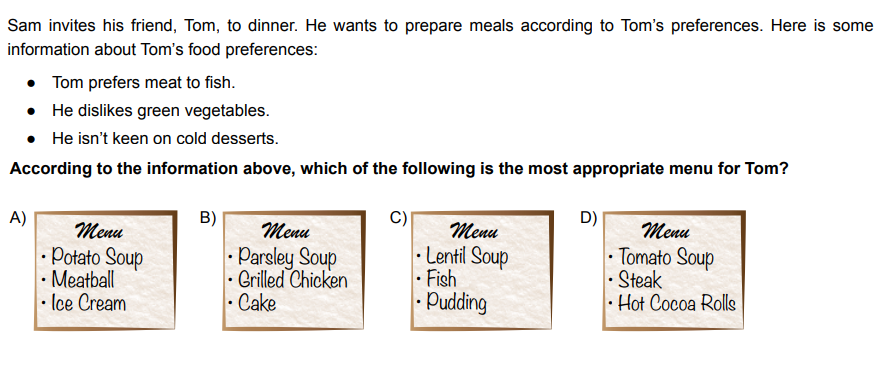 Sam invites his friend, Tom, to dinner. He wants to prepare meals according to Tom’s preferences. Here is some
information about Tom’s food preferences:
● Tom prefers meat to fish.
● He dislikes green vegetables.
● He isn’t keen on cold desserts.
According to the information above, which of the following is the most appropriate menu for Tom?
A)
Menu
• Potato Soup
• Meatball
• Ice Cream
B)
Menu
• Parsley Soup
• Grilled Chicken
• Cake
C)
Menu
• Lentil Soup
• Fish
• Pudding
D)
Menu
• Tomato Soup
• Steak
• Hot Cocoa Rolls